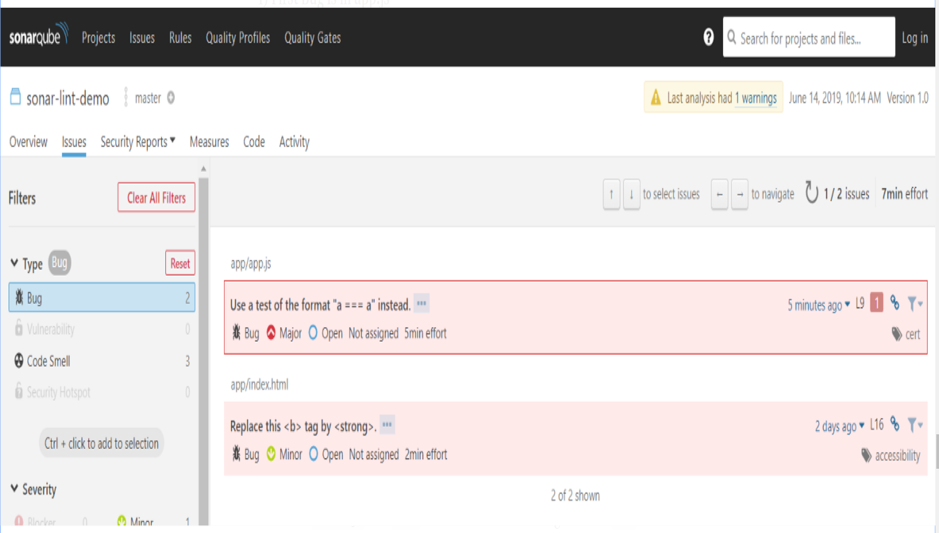 sonarqube Projects Issues Rules Quality Profiles Quality Gates ? Search for projects and files... Log in
sonar-lint-demo master Last analysis had 1 warnings June 14, 2019, 10:14 AM Version 1.0
Overview Issues Security Reports Measures Code Activity
Filters Clear All Filters
↑ ↓ to select issues ← → to navigate 1 / 2 issues 7min effort
Type Bug Reset
Bug 2
Vulnerability 0
Code Smell 3
Security Hotspot 0
Ctrl + click to add to selection
Severity
Blocker 0 Minor 1
app/app.js
Use a test of the format "a === a" instead. ••• 5 minutes ago L9 1
Bug Major Open Not assigned 5min effort cert
app/index.html
Replace this <b> tag by <strong>. ••• 2 days ago L16
Bug Minor Open Not assigned 2min effort accessibility
2 of 2 shown